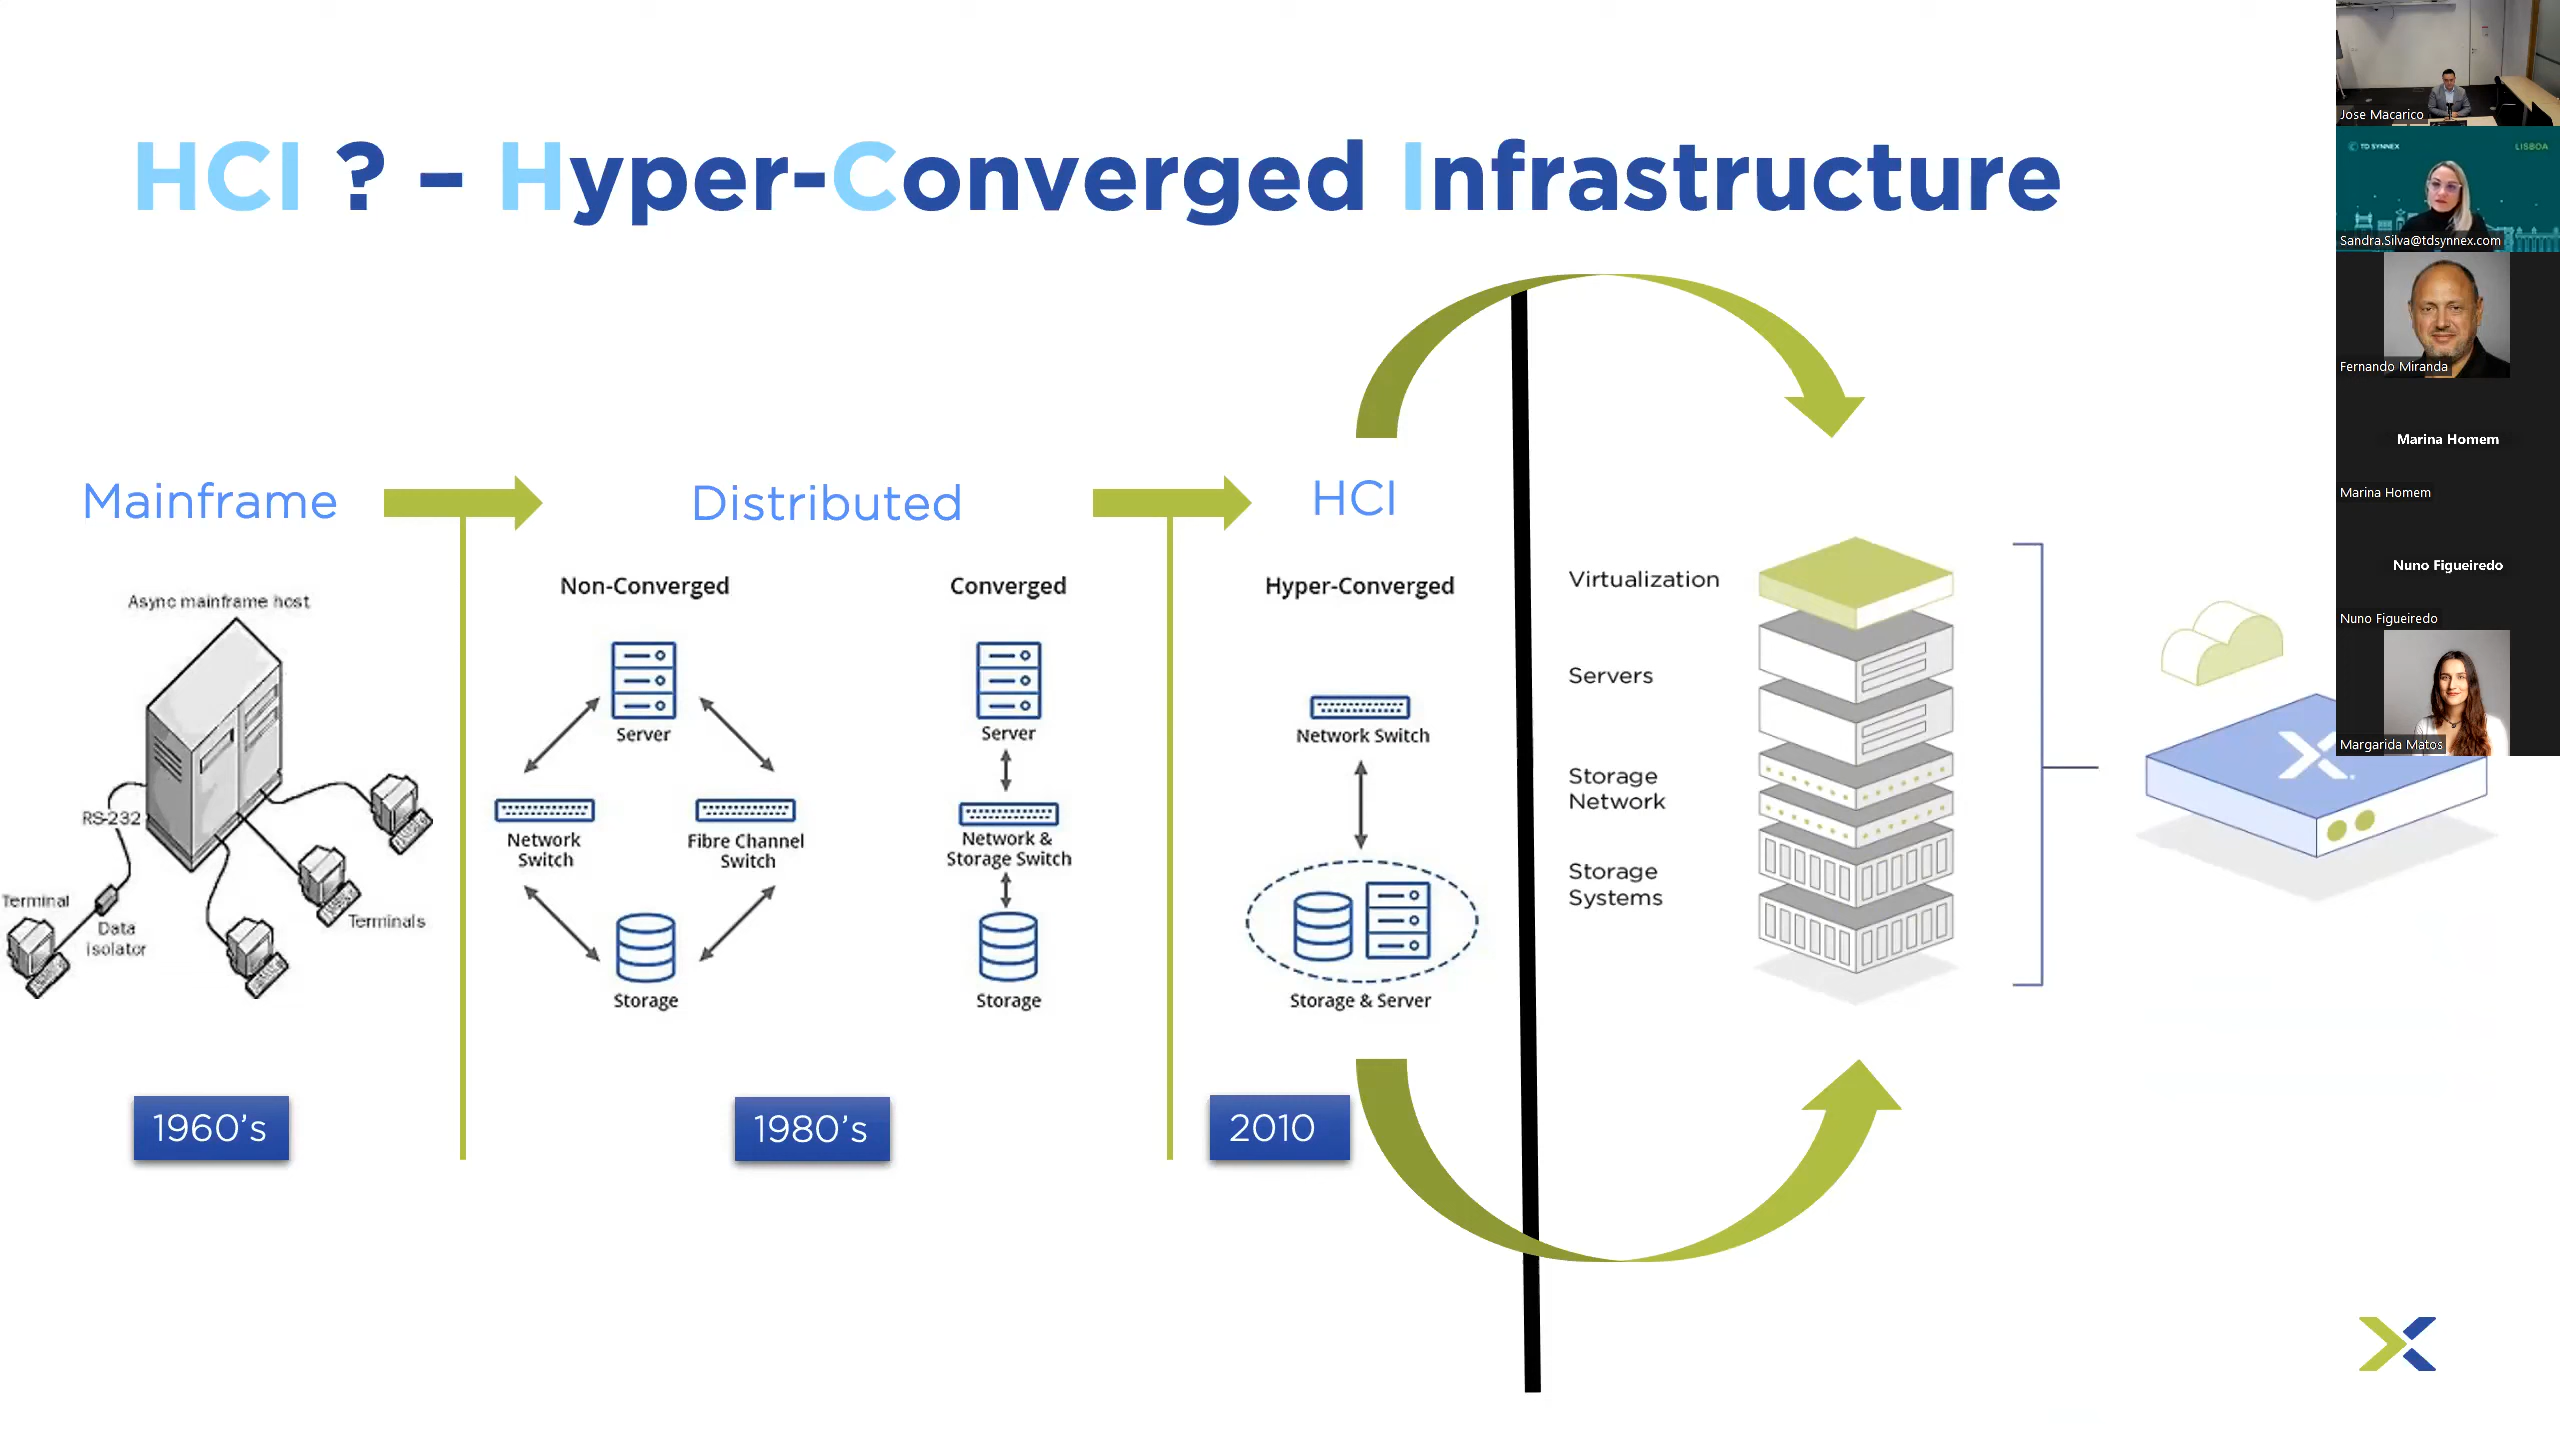 HCI ? – Hyper-Converged Infrastructure
Mainframe
Distributed
HCI
Async mainframe host
RS-232
Terminal
Data
isolator
Terminals
Non-Converged
Server
Network
Switch
Fibre Channel
Switch
Storage
Converged
Server
Network &
Storage Switch
Storage
Hyper-Converged
Network Switch
Storage & Server
1960's
1980's
2010
Virtualization
Servers
Storage
Network
Storage
Systems
Jose Macarico
TD SYNNEX
LISBOA
Sandra.Silva@tdsynnex.com
Fernando Miranda
Marina Homem
Marina Homem
Nuno Figueiredo
Nuno Figueiredo
Margarida Matos